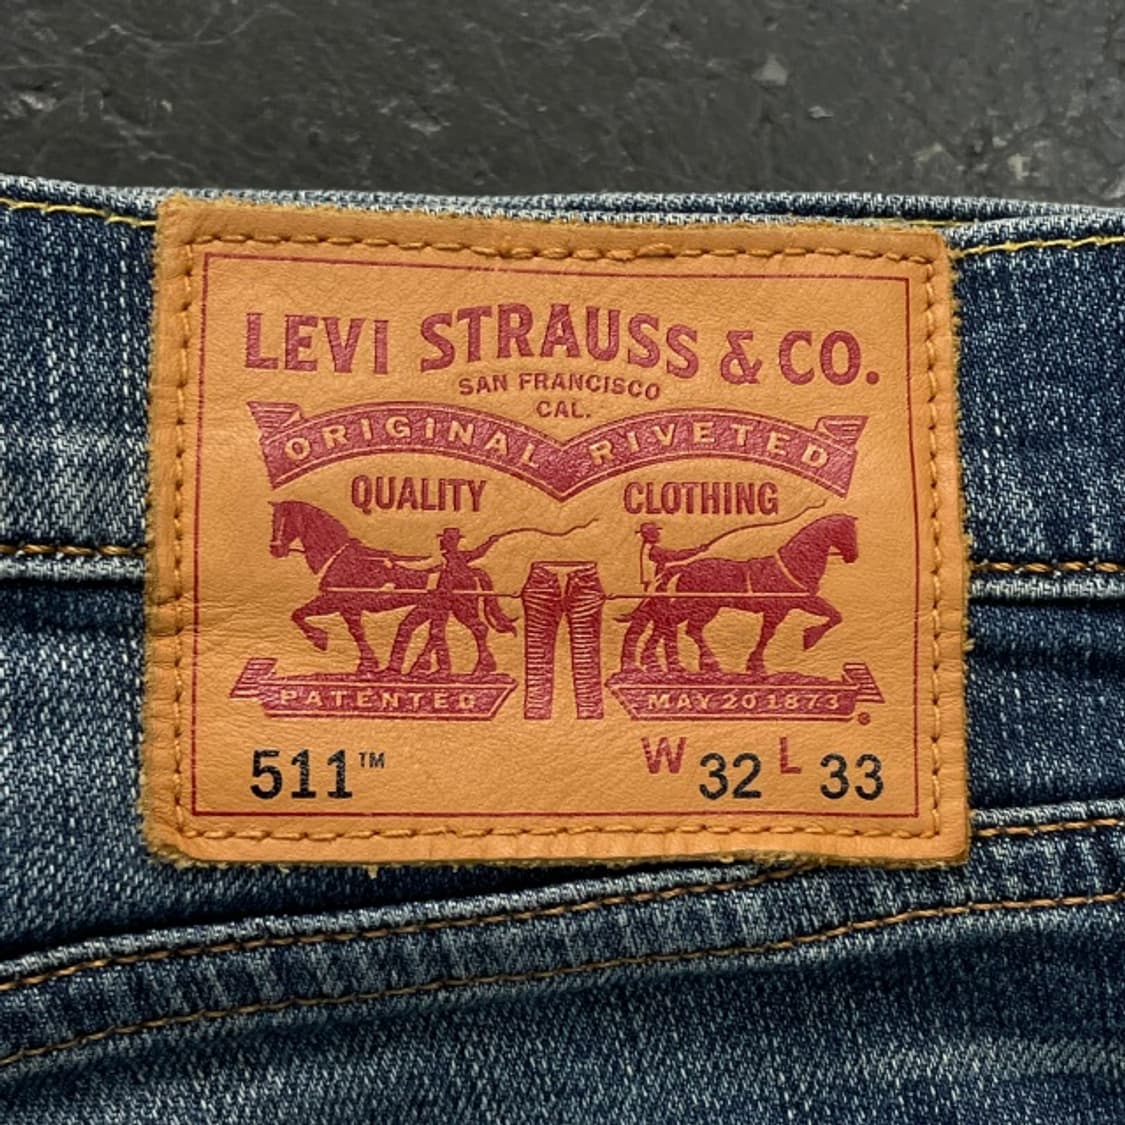 LEVI STRAUSS & CO.
SAN FRANCISCO
CAL.
ORIGINAL RIVETED
QUALITY CLOTHING
PATENTED MAY 20 1873 ®
511™ W 32 L 33